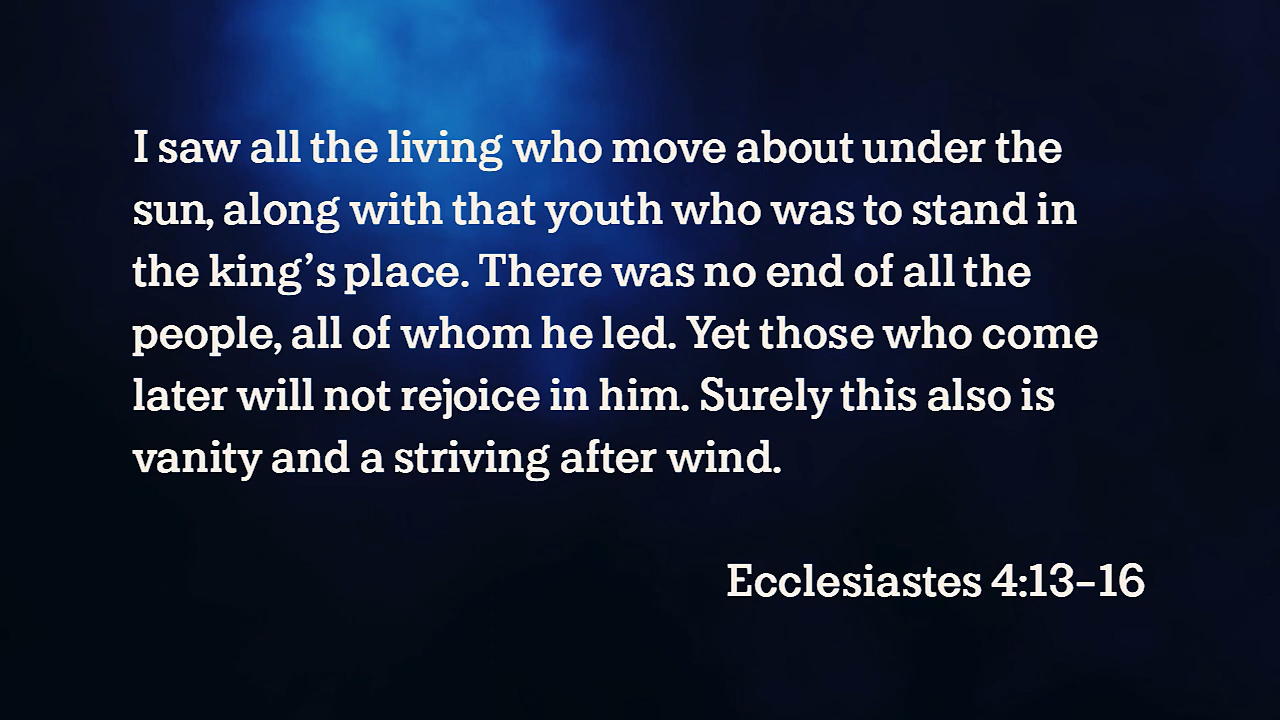 I saw all the living who move about under the
sun, along with that youth who was to stand in
the king’s place. There was no end of all the
people, all of whom he led. Yet those who come
later will not rejoice in him. Surely this also is
vanity and a striving after wind.
Ecclesiastes 4:13–16